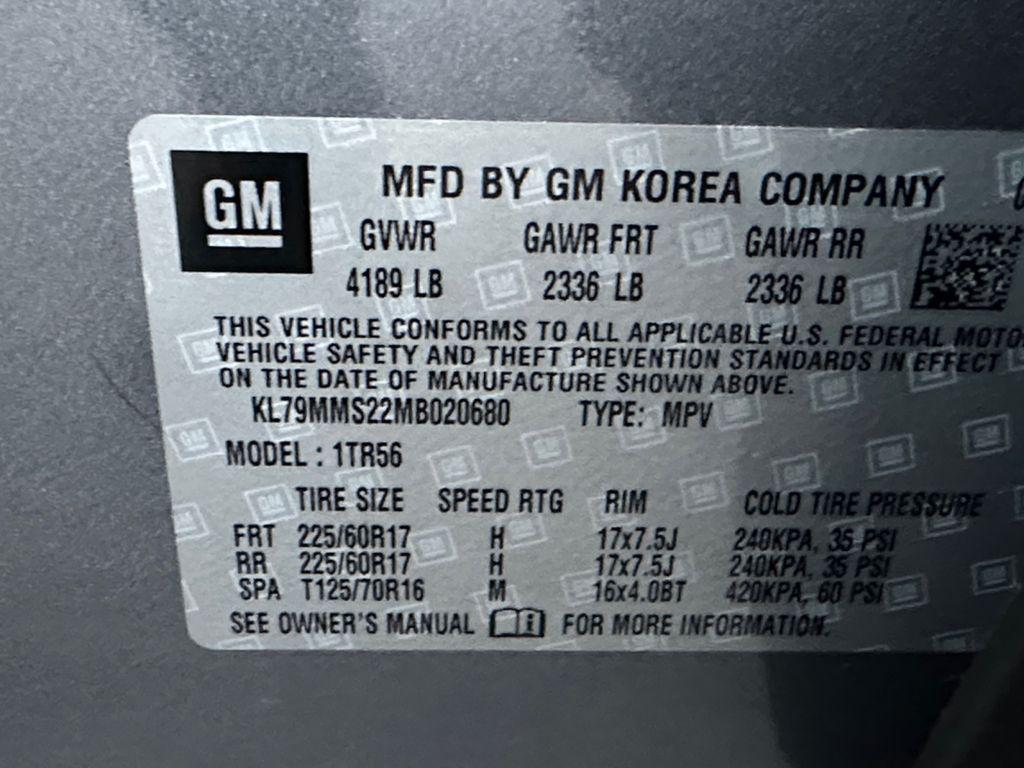 GM
MFD BY GM KOREA COMPANY
GVWR GAWR FRT GAWR RR
4189 LB 2336 LB 2336 LB
THIS VEHICLE CONFORMS TO ALL APPLICABLE U.S. FEDERAL MOTO
VEHICLE SAFETY AND THEFT PREVENTION STANDARDS IN EFFECT
ON THE DATE OF MANUFACTURE SHOWN ABOVE.
KL79MMS22MB020680 TYPE: MPV
MODEL : 1TR56
TIRE SIZE SPEED RTG RIM COLD TIRE PRESSURE
FRT 225/60R17 H 17x7.5J 240KPA, 35 PSI
RR 225/60R17 H 17x7.5J 240KPA, 35 PSI
SPA T125/70R16 M 16x4.0BT 420KPA, 60 PSI
SEE OWNER'S MANUAL i FOR MORE INFORMATION.